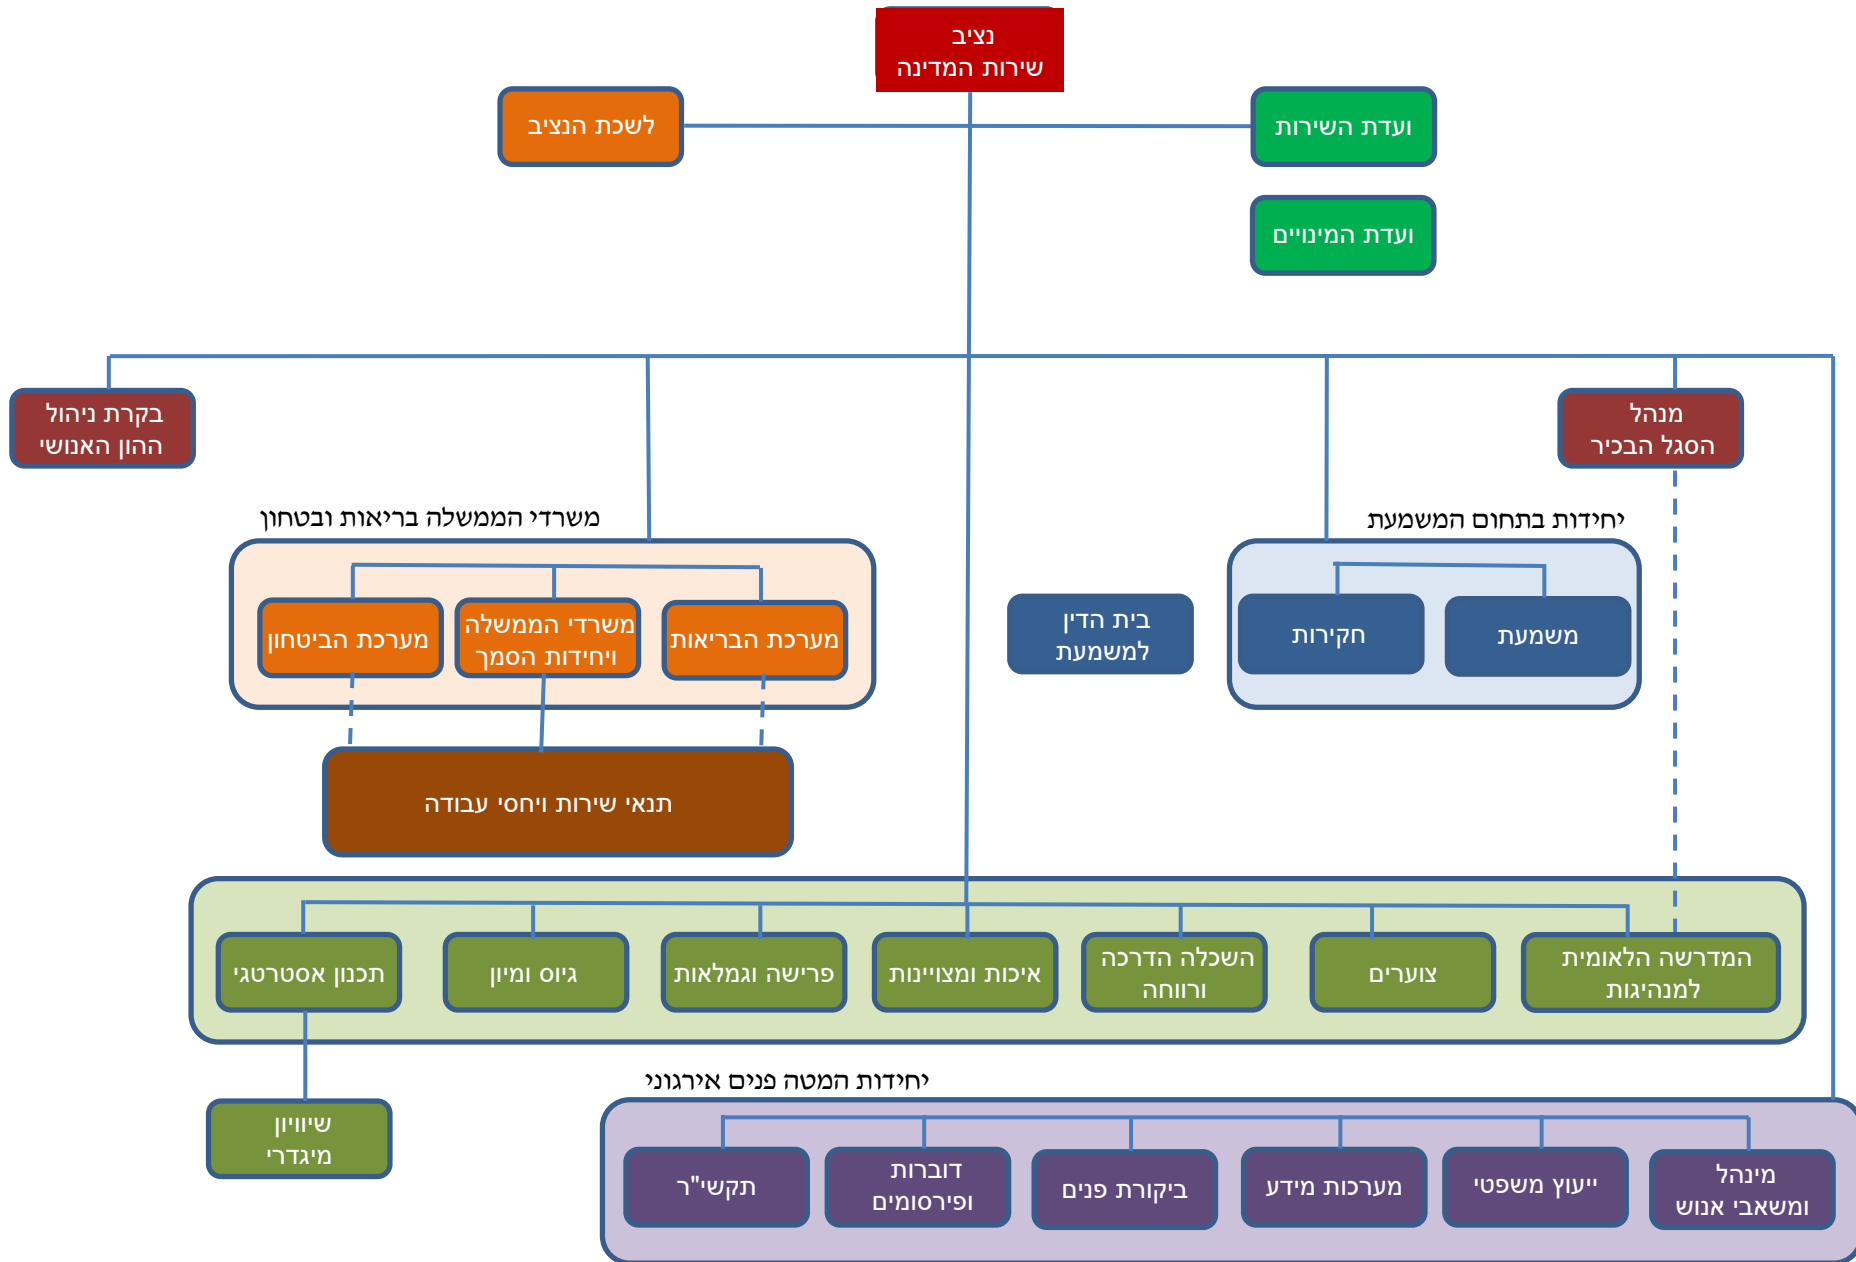 נציב
שירות המדינה
ועדת השירות
לשכת הנציב
ועדת המינויים
מנהל
הסגל הבכיר
בקרת ניהול
ההון האנושי
יחידות בתחום המשמעת
משמעת
חקירות
בית הדין
למשמעת
משרדי הממשלה בריאות ובטחון
מערכת הבריאות
משרדי הממשלה
ויחידות הסמך
מערכת הביטחון
תנאי שירות ויחסי עבודה
המדרשה הלאומית
למנהיגות
צוערים
השכלה הדרכה
ורווחה
איכות ומצויינות
פרישה וגמלאות
גיוס ומיון
תכנון אסטרטגי
שיוויון
מיגדרי
יחידות המטה פנים אירגוני
מינהל
ומשאבי אנוש
ייעוץ משפטי
מערכות מידע
ביקורת פנים
דוברות
ופירסומים
תקשי"ר